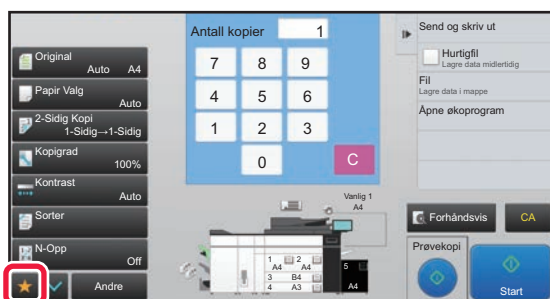 Original
Auto A4
Papir Valg
Auto
2-Sidig Kopi
1-Sidig→1-Sidig
Kopigrad
100%
Kontrast
Auto
Sorter
N-Opp
Off
Andre
Antall kopier 1
7 8 9
4 5 6
1 2 3
0 C
Vanlig 1
A4
1 2
A4 A4
3 B4
4 A3
5
A4
Send og skriv ut
Hurtigfil
Lagre data midlertidig
Fil
Lagre data i mappe
Åpne økoprogram
Forhåndsvis CA
Prøvekopi
Start